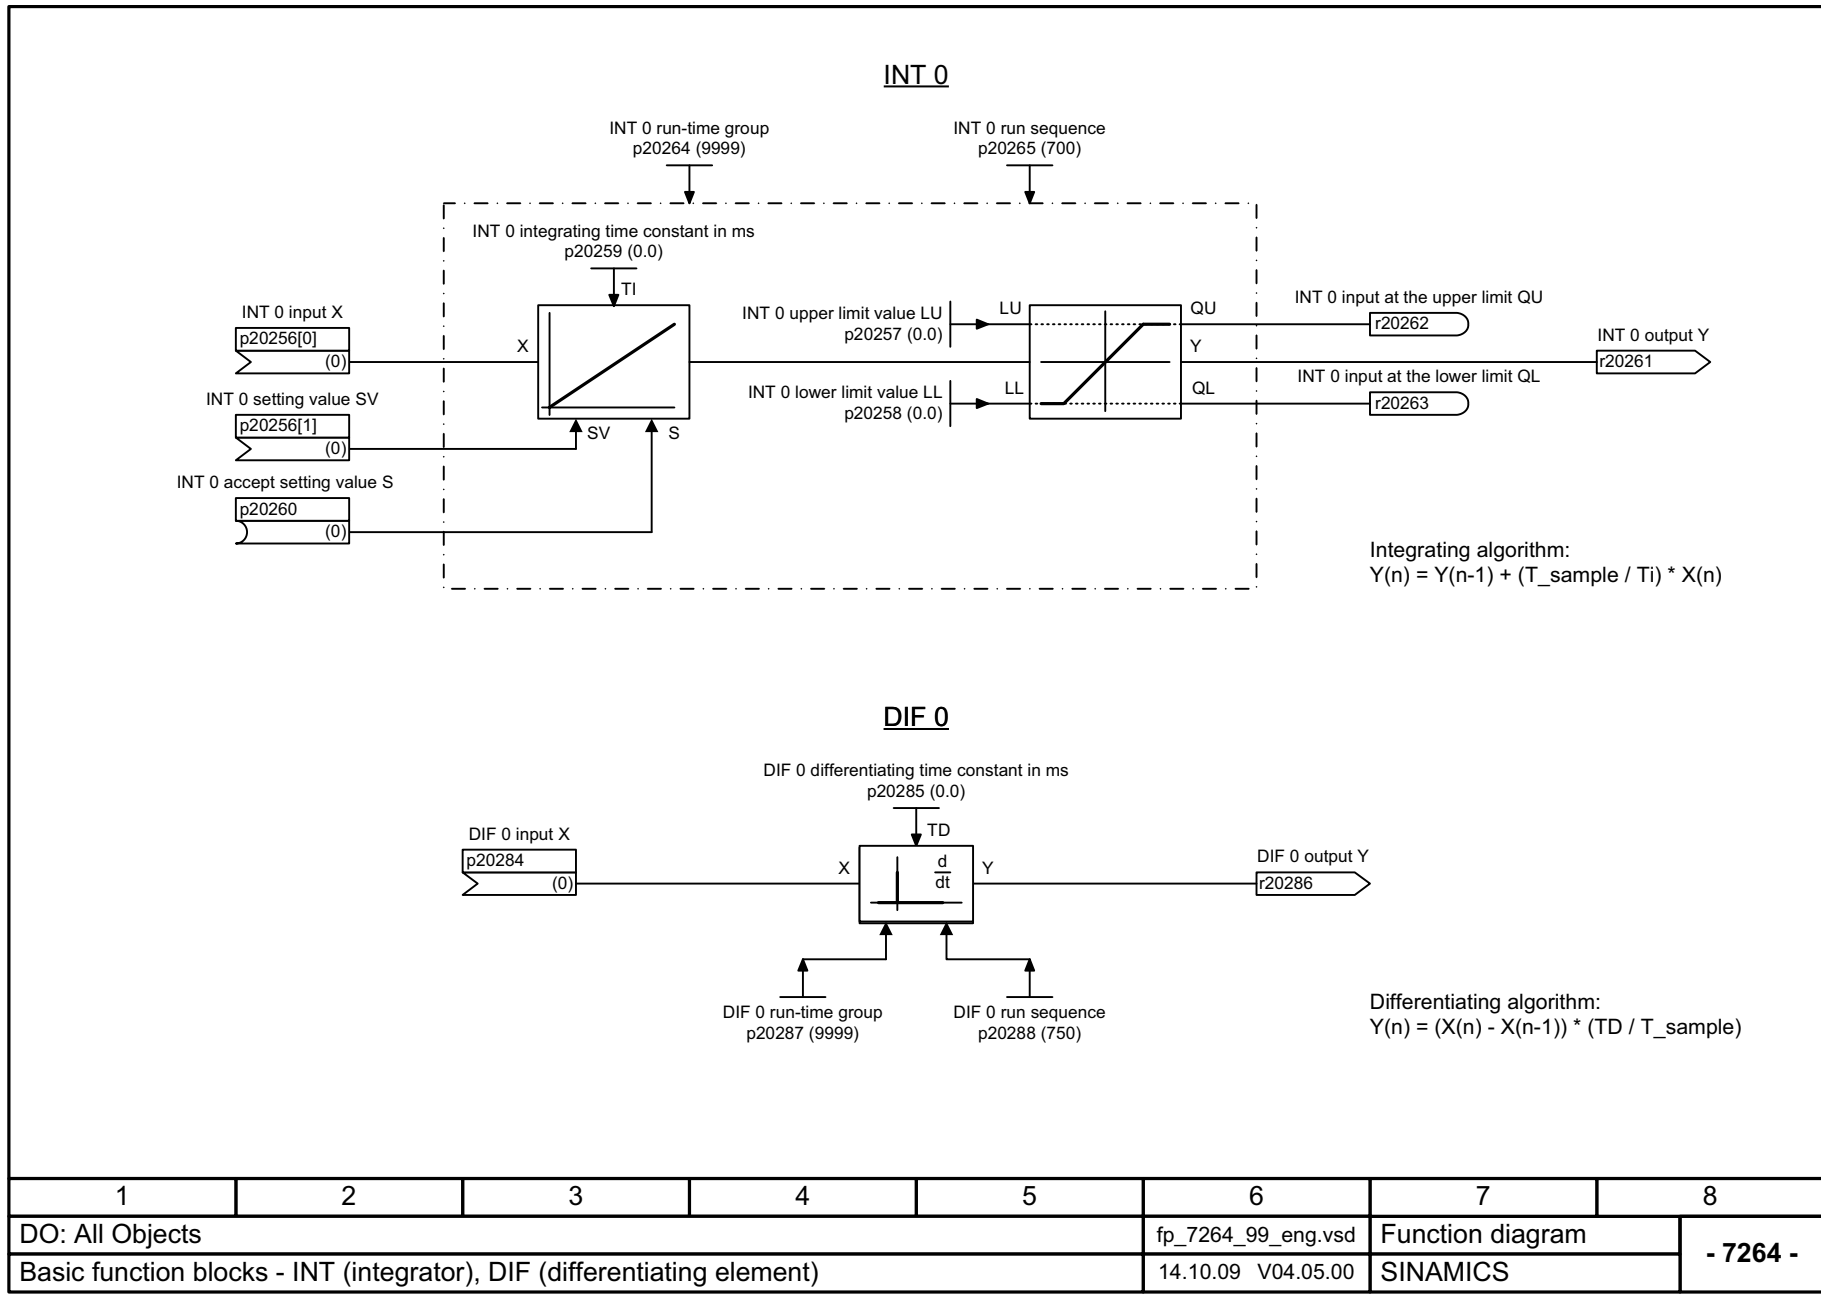 INT 0
INT 0 run-time group
p20264 (9999)
INT 0 run sequence
p20265 (700)
INT 0 integrating time constant in ms
p20259 (0.0)
TI
INT 0 input X
p20256[0]
(0)
X
INT 0 setting value SV
p20256[1]
(0)
SV
S
INT 0 accept setting value S
p20260
(0)
INT 0 upper limit value LU
p20257 (0.0)
LU
INT 0 lower limit value LL
p20258 (0.0)
LL
QU
Y
QL
INT 0 input at the upper limit QU
r20262
INT 0 output Y
r20261
INT 0 input at the lower limit QL
r20263
Integrating algorithm:
Y(n) = Y(n-1) + (T_sample / Ti) * X(n)
DIF 0
DIF 0 differentiating time constant in ms
p20285 (0.0)
TD
DIF 0 input X
p20284
(0)
X
d
dt
Y
DIF 0 output Y
r20286
DIF 0 run-time group
p20287 (9999)
DIF 0 run sequence
p20288 (750)
Differentiating algorithm:
Y(n) = (X(n) - X(n-1)) * (TD / T_sample)
1 2 3 4 5 6 7 8
DO: All Objects
fp_7264_99_eng.vsd
Function diagram
- 7264 -
Basic function blocks - INT (integrator), DIF (differentiating element)
14.10.09 V04.05.00
SINAMICS